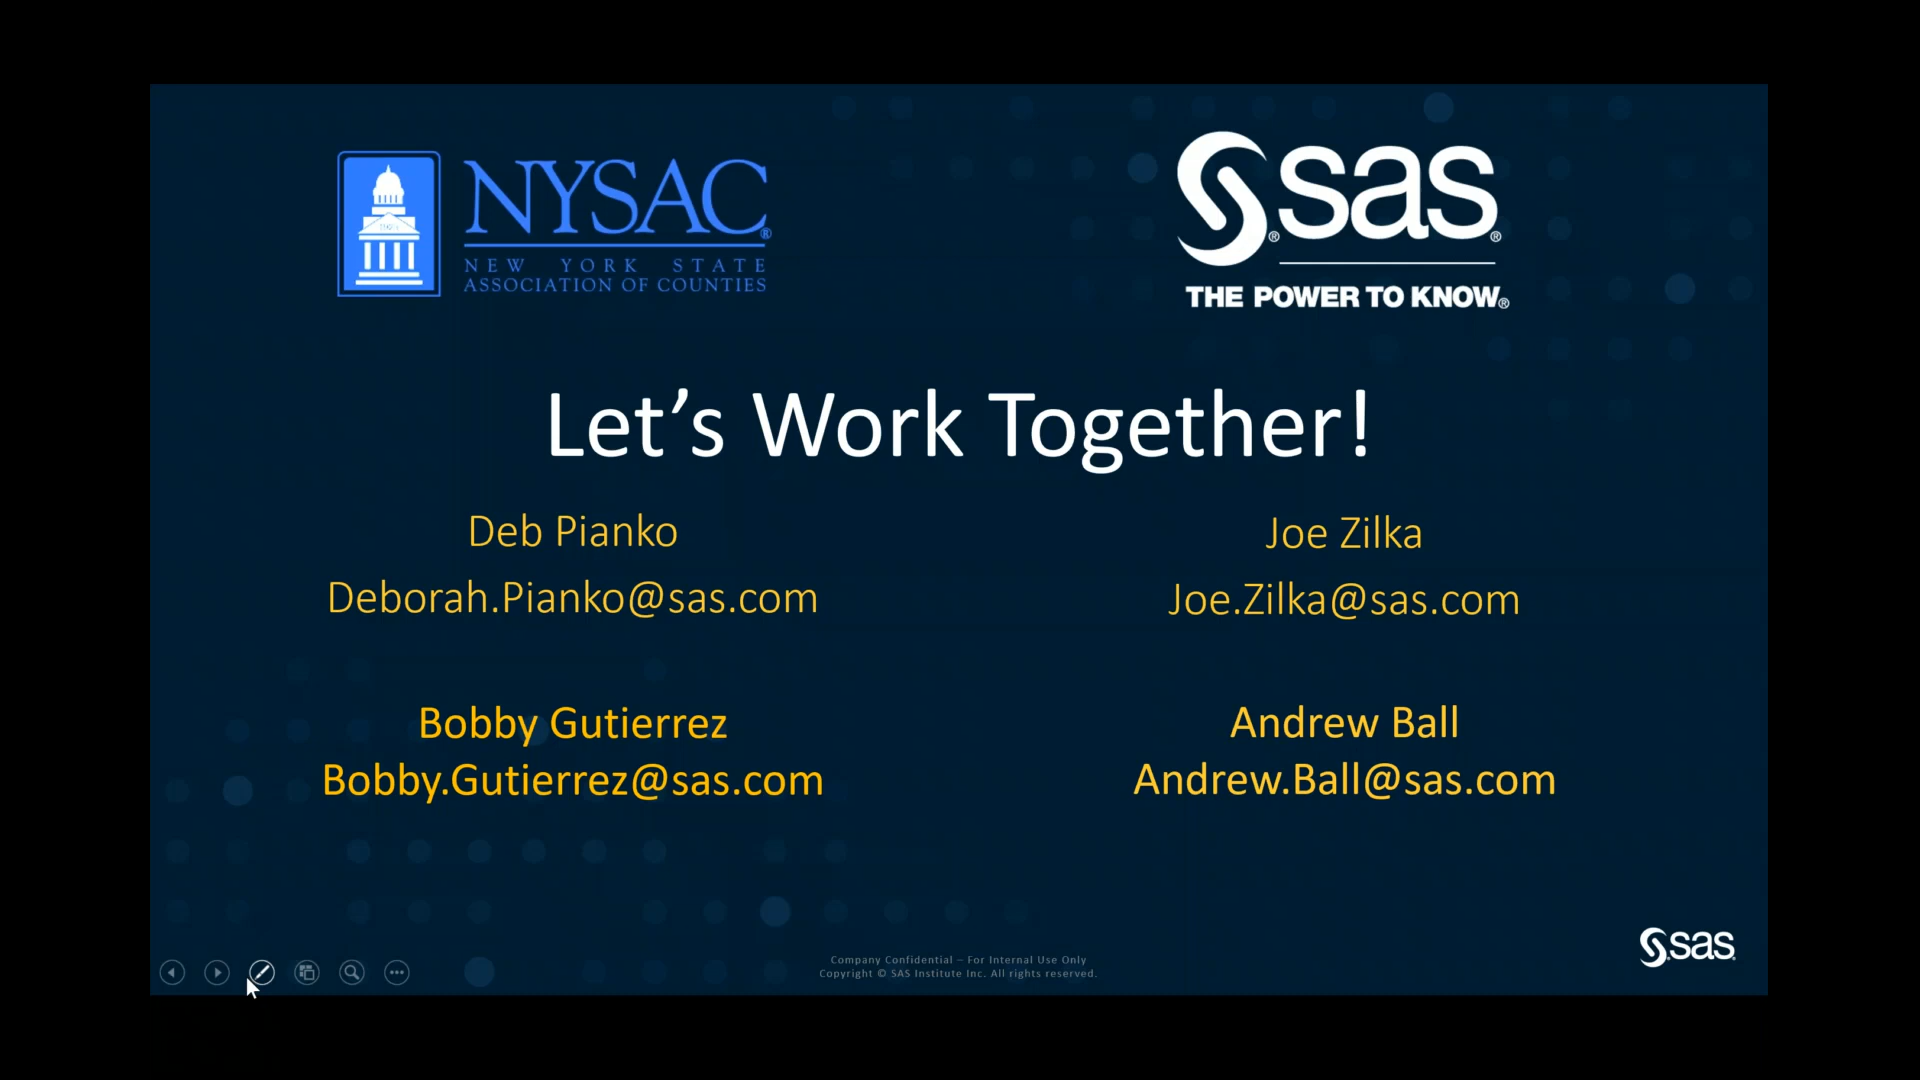 NYSAC®
NEW YORK STATE
ASSOCIATION OF COUNTIES
sas®
THE POWER TO KNOW®
Let’s Work Together!
Deb Pianko
Deborah.Pianko@sas.com
Joe Zilka
Joe.Zilka@sas.com
Bobby Gutierrez
Bobby.Gutierrez@sas.com
Andrew Ball
Andrew.Ball@sas.com
Company Confidential – For Internal Use Only
Copyright © SAS Institute Inc. All rights reserved.
sas